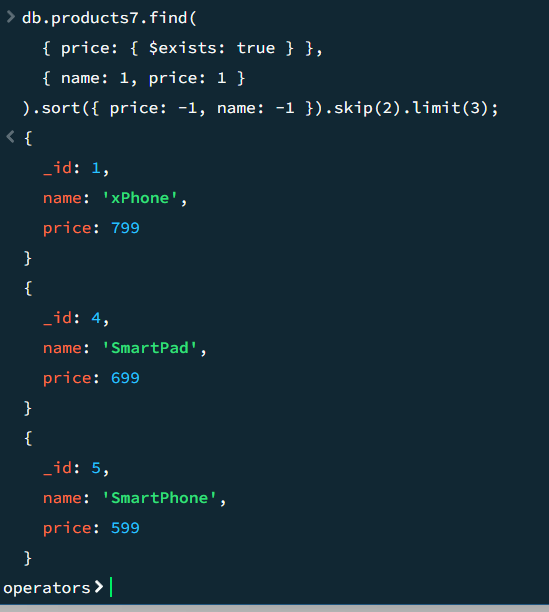 db.products7.find(
{ price: { $exists: true } },
{ name: 1, price: 1 }
).sort({ price: -1, name: -1 }).skip(2).limit(3);
{
_id: 1,
name: 'xPhone',
price: 799
}
{
_id: 4,
name: 'SmartPad',
price: 699
}
{
_id: 5,
name: 'SmartPhone',
price: 599
}
operators>